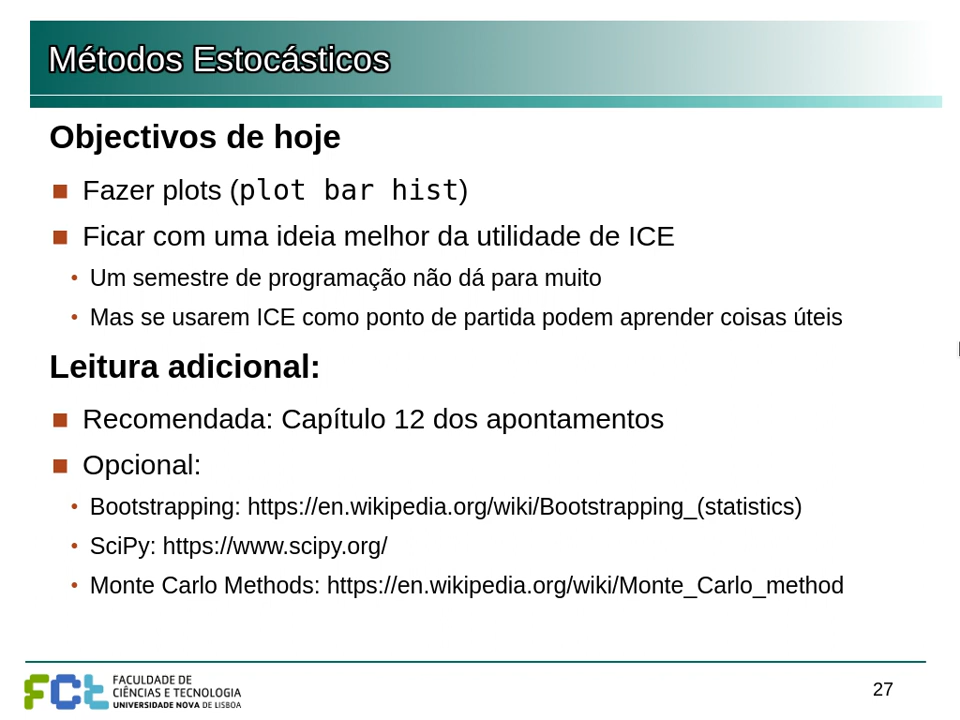 Métodos Estocásticos
Objectivos de hoje
Fazer plots (plot bar hist)
Ficar com uma ideia melhor da utilidade de ICE
Um semestre de programação não dá para muito
Mas se usarem ICE como ponto de partida podem aprender coisas úteis
Leitura adicional:
Recomendada: Capítulo 12 dos apontamentos
Opcional:
Bootstrapping: https://en.wikipedia.org/wiki/Bootstrapping_(statistics)
SciPy: https://www.scipy.org/
Monte Carlo Methods: https://en.wikipedia.org/wiki/Monte_Carlo_method
FCt
FACULDADE DE
CIÊNCIAS E TECNOLOGIA
UNIVERSIDADE NOVA DE LISBOA
27